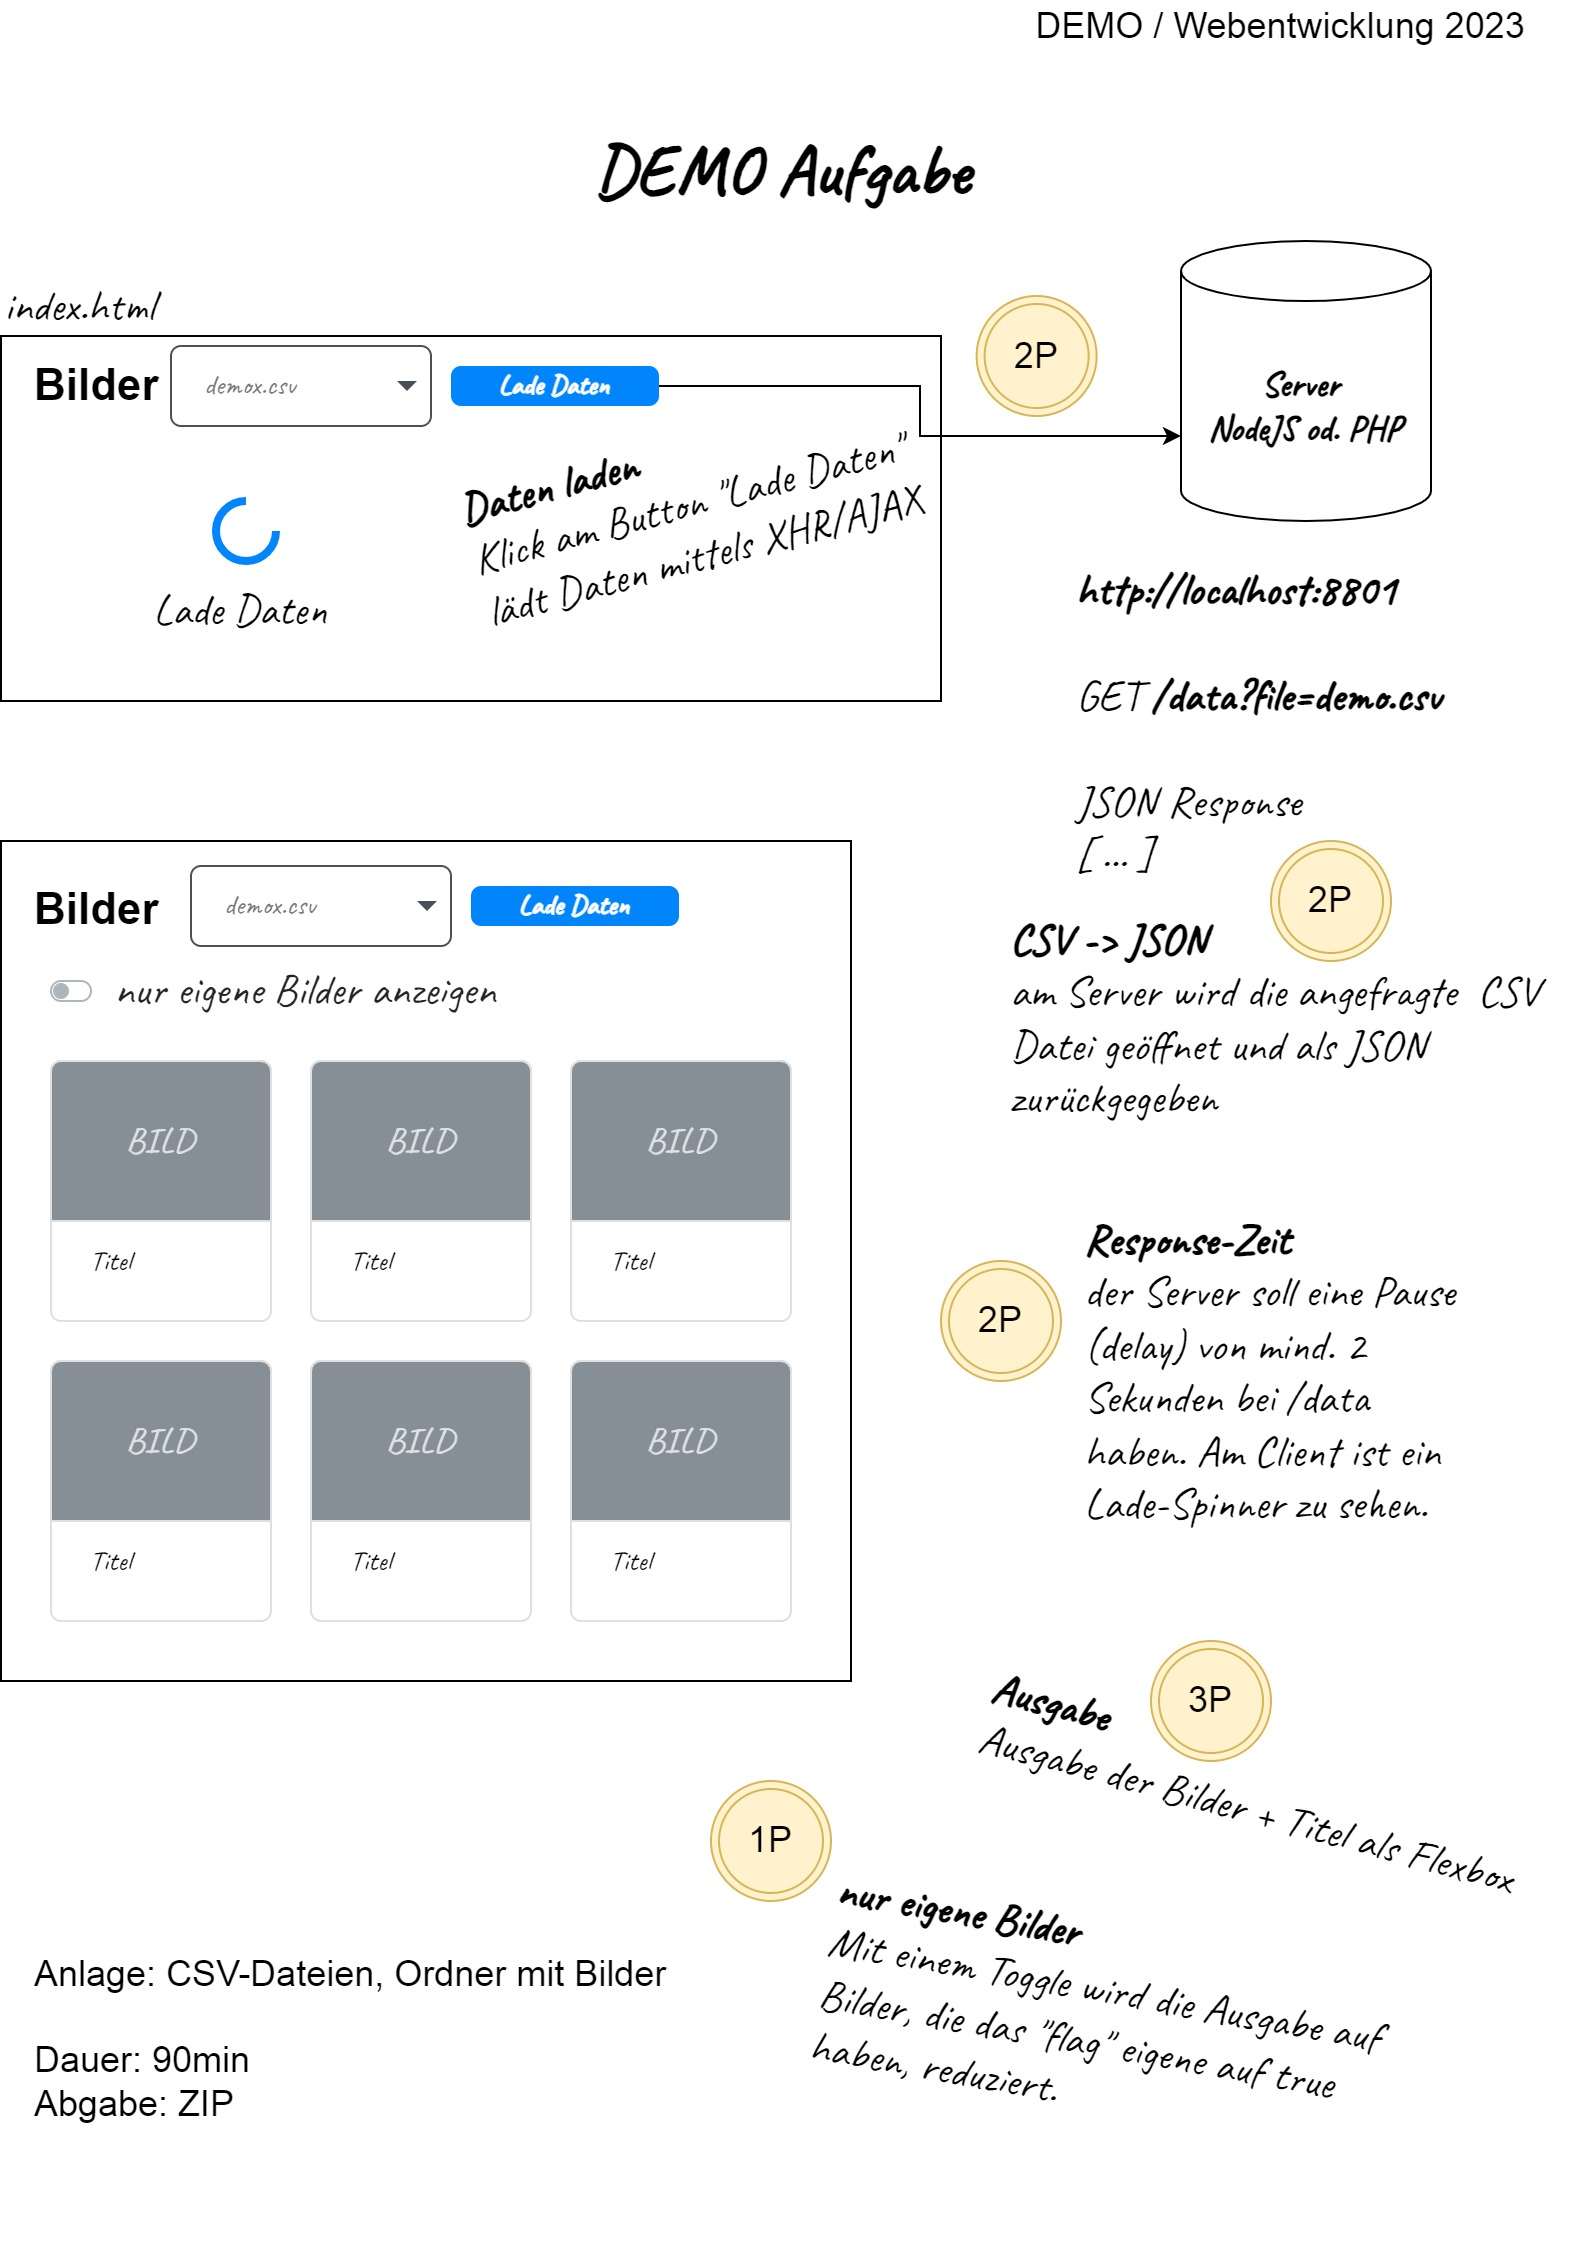 DEMO / Webentwicklung 2023
DEMO Aufgabe
index.html
Bilder
demox.csv
Lade Daten
2P
Server
NodeJS od. PHP
Daten laden
Klick am Button "Lade Daten"
lädt Daten mittels XHR/AJAX
Lade Daten
http://localhost:8801
GET /data?file=demo.csv
JSON Response
[ ... ]
Bilder
demox.csv
Lade Daten
nur eigene Bilder anzeigen
BILD
BILD
BILD
Titel
Titel
Titel
BILD
BILD
BILD
Titel
Titel
Titel
2P
CSV -> JSON
am Server wird die angefragte CSV
Datei geöffnet und als JSON
zurückgegeben
2P
Response-Zeit
der Server soll eine Pause
(delay) von mind. 2
Sekunden bei /data
haben. Am Client ist ein
Lade-Spinner zu sehen.
3P
Ausgabe
Ausgabe der Bilder + Titel als Flexbox
1P
nur eigene Bilder
Mit einem Toggle wird die Ausgabe auf
Bilder, die das "flag" eigene auf true
haben, reduziert.
Anlage: CSV-Dateien, Ordner mit Bilder
Dauer: 90min
Abgabe: ZIP